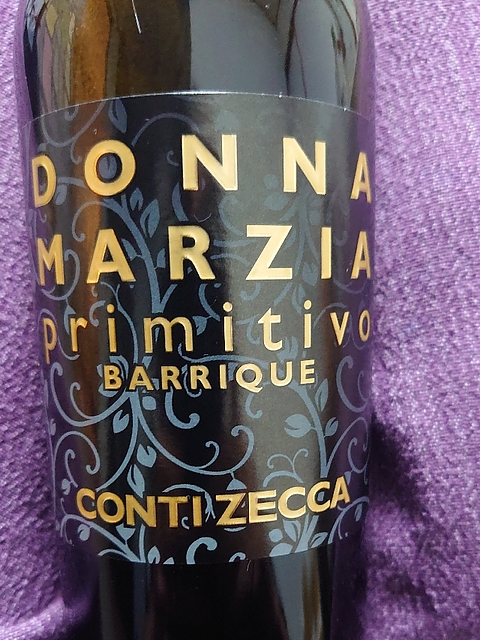 DONNA
MARZIA
primitivo
BARRIQUE
CONTI ZECCA